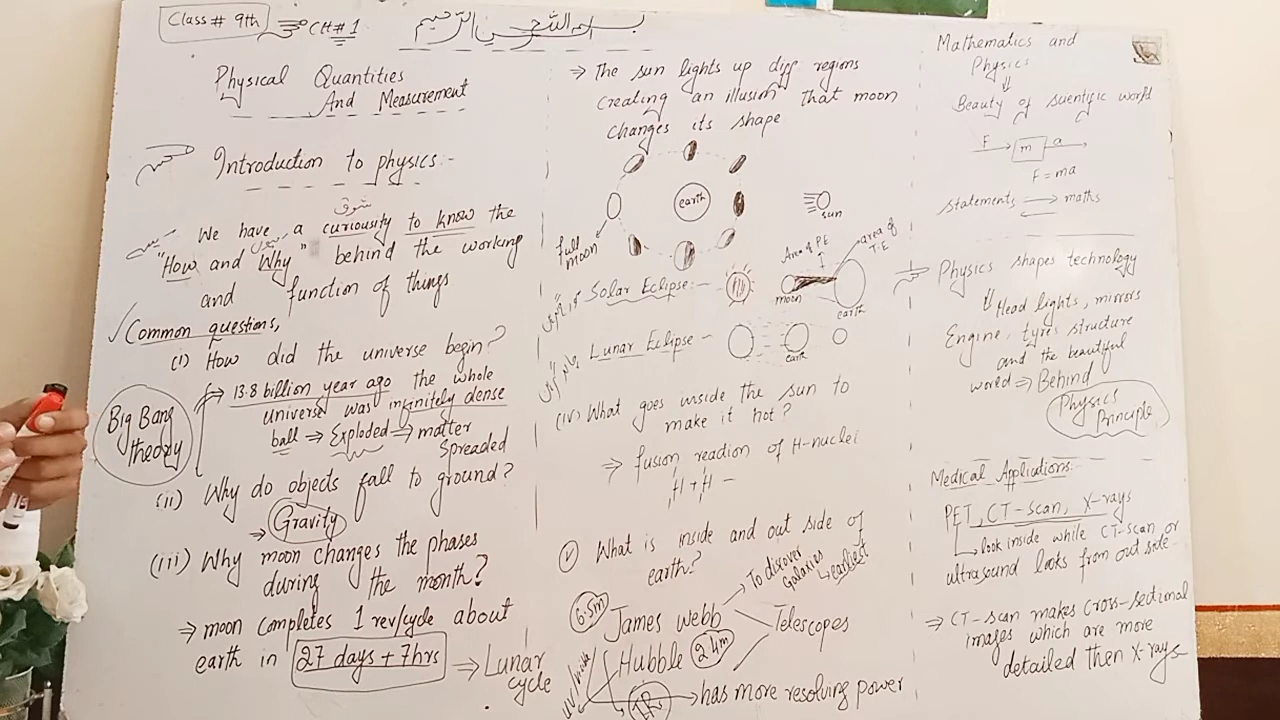 Class # 9th
CH # 1
بسم الله الرحمن الرحيم
Physical Quantities
And Measurement
Introduction to physics:-
شوق
We have a curiousity to know the
"How and Why" behind the working
and function of things
Common questions,
(i) How did the universe begin?
Big Bang
theory
⇒ 13.8 billion year ago the whole
universe was infinitely dense
ball ⇒ Exploded ⇒ matter
Spreaded
(ii) Why do objects fall to ground?
→ Gravity
(iii) Why moon changes the phases
during the month?
⇒ moon completes 1 rev/cycle about
earth in 27 days + 7hrs ⇒ Lunar
cycle
⇒ The sun lights up diff regions
creating an illusion that moon
changes its shape
earth
sun
full
moon
Area of PE
area of
T.E
Solar Eclipse:-
moon
earth
Lunar Eclipse -
earth
(iv) What goes inside the sun to
make it hot?
⇒ fusion reaction of H-nuclei
₁H + ₁H -
(v) What is inside and out side of
earth?
To discover
Galaxies
↳ earliest
6.5m
James webb
Telescopes
Hubble 2.4m
UV/visible
IR → has more resolving power
Mathematics and
Physics
⇓
Beauty of scientific world
F → m a →
F = ma
statements ⇄ maths
Physics shapes technology
Head lights, mirrors
Engine, tyres structure
and the beautiful
world ⇒ Behind
Physics
Principle
Medical Applications:-
PET, CT-scan, X-rays
↳ look inside while CT-scan or
ultrasound looks from out side
⇒ CT-scan makes cross-sectional
images which are more
detailed then X-rays